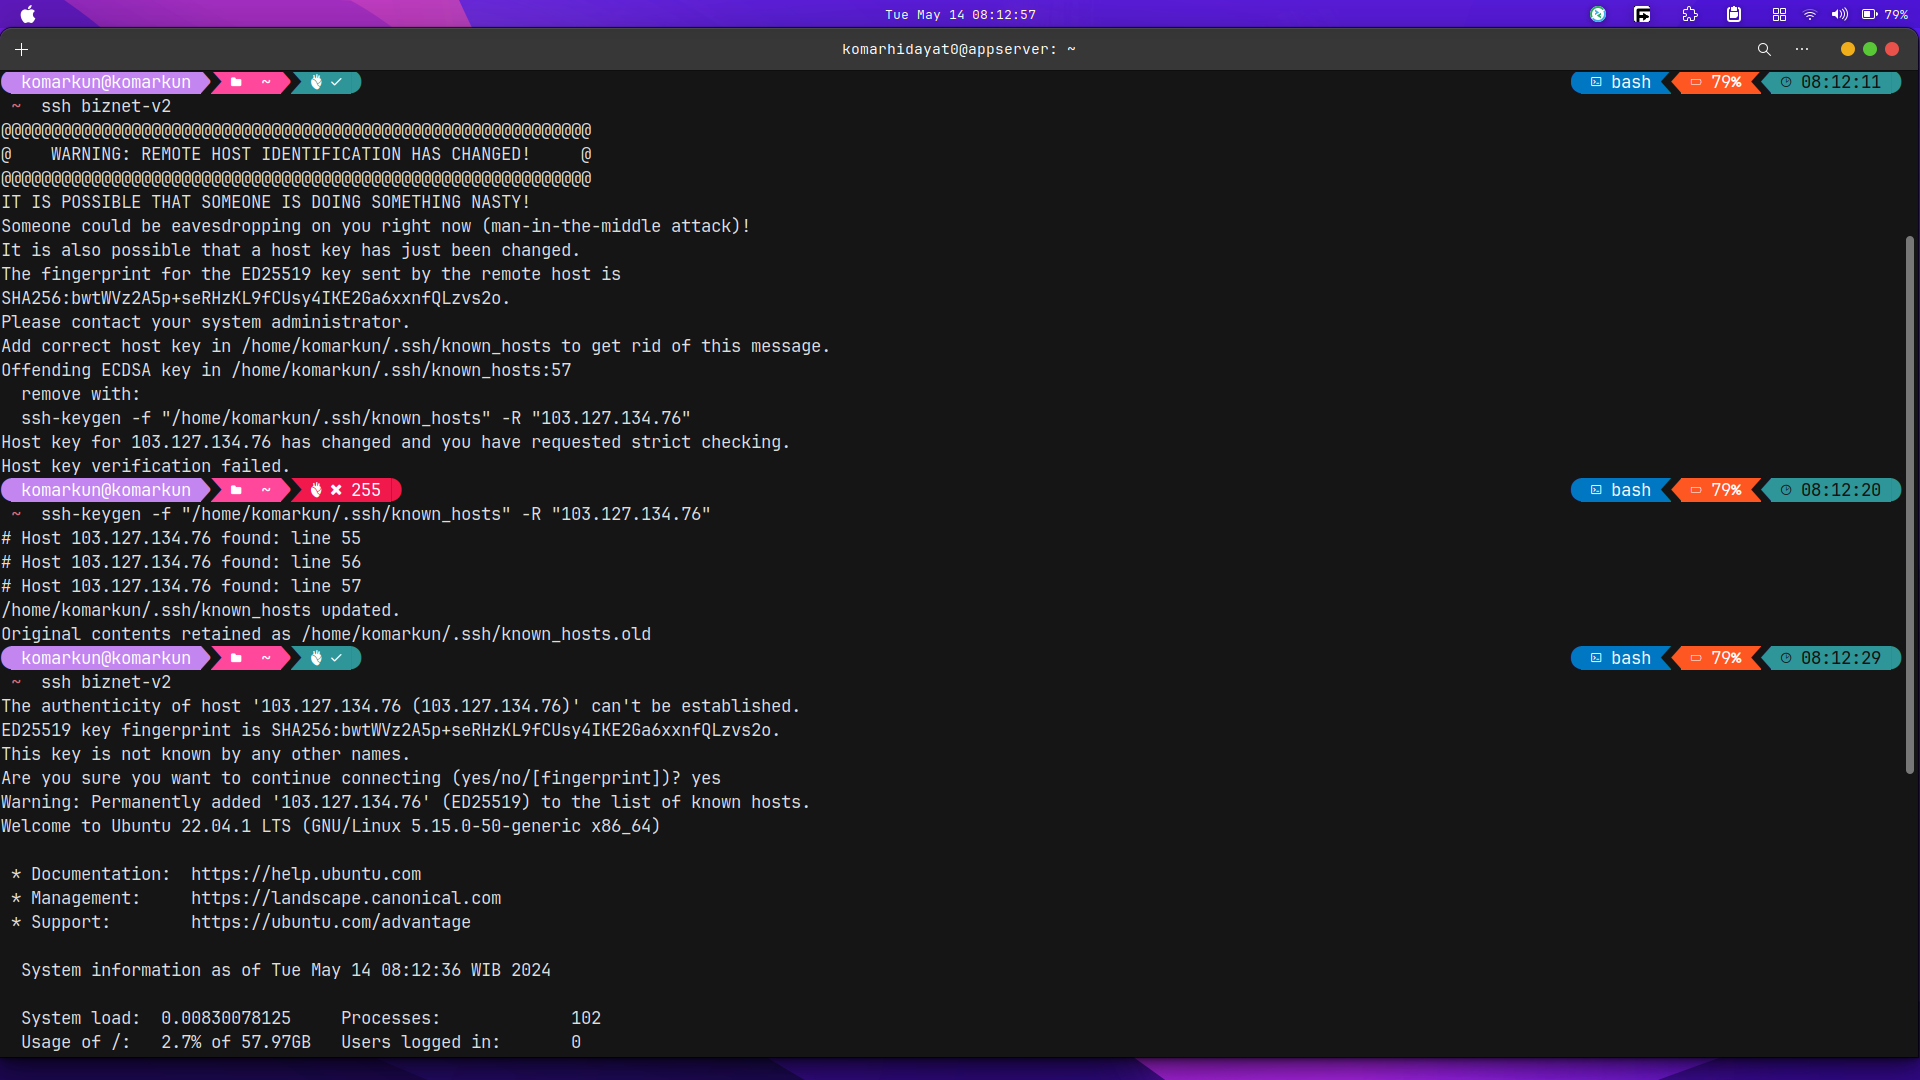 Tue May 14 08:12:57
79%
komarhidayat0@appserver: ~
komarkun@komarkun ~ bash 79% 08:12:11
~ ssh biznet-v2
@@@@@@@@@@@@@@@@@@@@@@@@@@@@@@@@@@@@@@@@@@@@@@@@@@@@@@@@@@@
@    WARNING: REMOTE HOST IDENTIFICATION HAS CHANGED!     @
@@@@@@@@@@@@@@@@@@@@@@@@@@@@@@@@@@@@@@@@@@@@@@@@@@@@@@@@@@@
IT IS POSSIBLE THAT SOMEONE IS DOING SOMETHING NASTY!
Someone could be eavesdropping on you right now (man-in-the-middle attack)!
It is also possible that a host key has just been changed.
The fingerprint for the ED25519 key sent by the remote host is
SHA256:bwtWVz2A5p+seRHzKL9fCUsy4IKE2Ga6xxnfQLzvs2o.
Please contact your system administrator.
Add correct host key in /home/komarkun/.ssh/known_hosts to get rid of this message.
Offending ECDSA key in /home/komarkun/.ssh/known_hosts:57
  remove with:
  ssh-keygen -f "/home/komarkun/.ssh/known_hosts" -R "103.127.134.76"
Host key for 103.127.134.76 has changed and you have requested strict checking.
Host key verification failed.
komarkun@komarkun ~ ✖ 255 bash 79% 08:12:20
~ ssh-keygen -f "/home/komarkun/.ssh/known_hosts" -R "103.127.134.76"
# Host 103.127.134.76 found: line 55
# Host 103.127.134.76 found: line 56
# Host 103.127.134.76 found: line 57
/home/komarkun/.ssh/known_hosts updated.
Original contents retained as /home/komarkun/.ssh/known_hosts.old
komarkun@komarkun ~ bash 79% 08:12:29
~ ssh biznet-v2
The authenticity of host '103.127.134.76 (103.127.134.76)' can't be established.
ED25519 key fingerprint is SHA256:bwtWVz2A5p+seRHzKL9fCUsy4IKE2Ga6xxnfQLzvs2o.
This key is not known by any other names.
Are you sure you want to continue connecting (yes/no/[fingerprint])? yes
Warning: Permanently added '103.127.134.76' (ED25519) to the list of known hosts.
Welcome to Ubuntu 22.04.1 LTS (GNU/Linux 5.15.0-50-generic x86_64)
 * Documentation:  https://help.ubuntu.com
 * Management:     https://landscape.canonical.com
 * Support:        https://ubuntu.com/advantage
  System information as of Tue May 14 08:12:36 WIB 2024
  System load:  0.00830078125     Processes:             102
  Usage of /:   2.7% of 57.97GB   Users logged in:       0